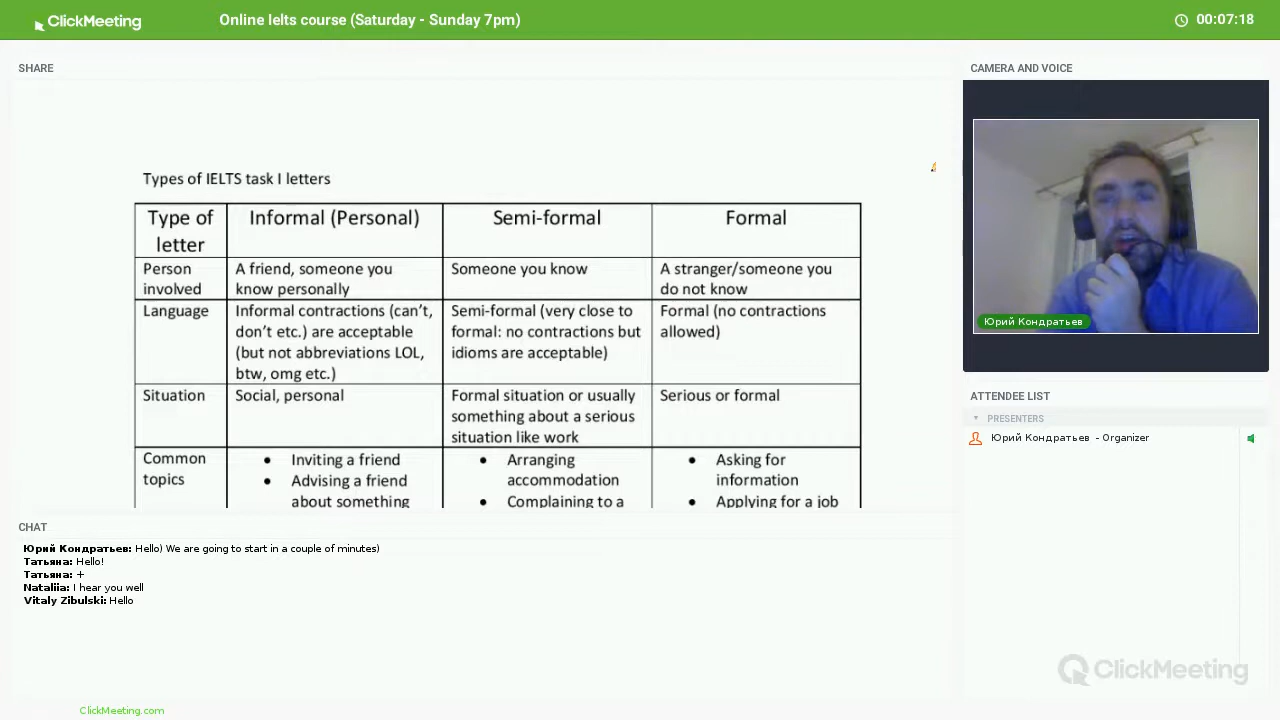 ClickMeeting
Online Ielts course (Saturday - Sunday 7pm)
00:07:18
SHARE
Types of IELTS task I letters
Type of letter
Informal (Personal)
Semi-formal
Formal
Person involved
A friend, someone you know personally
Someone you know
A stranger/someone you do not know
Language
Informal contractions (can't, don't etc.) are acceptable (but not abbreviations LOL, btw, omg etc.)
Semi-formal (very close to formal: no contractions but idioms are acceptable)
Formal (no contractions allowed)
Situation
Social, personal
Formal situation or usually something about a serious situation like work
Serious or formal
Common topics
• Inviting a friend
• Advising a friend about something
• Arranging accommodation
• Complaining to a
• Asking for information
• Applying for a job
CAMERA AND VOICE
Юрий Кондратьев
ATTENDEE LIST
PRESENTERS
Юрий Кондратьев - Organizer
CHAT
Юрий Кондратьев: Hello) We are going to start in a couple of minutes)
Татьяна: Hello!
Татьяна: +
Nataliia: I hear you well
Vitaly Zibulski: Hello
ClickMeeting
ClickMeeting.com